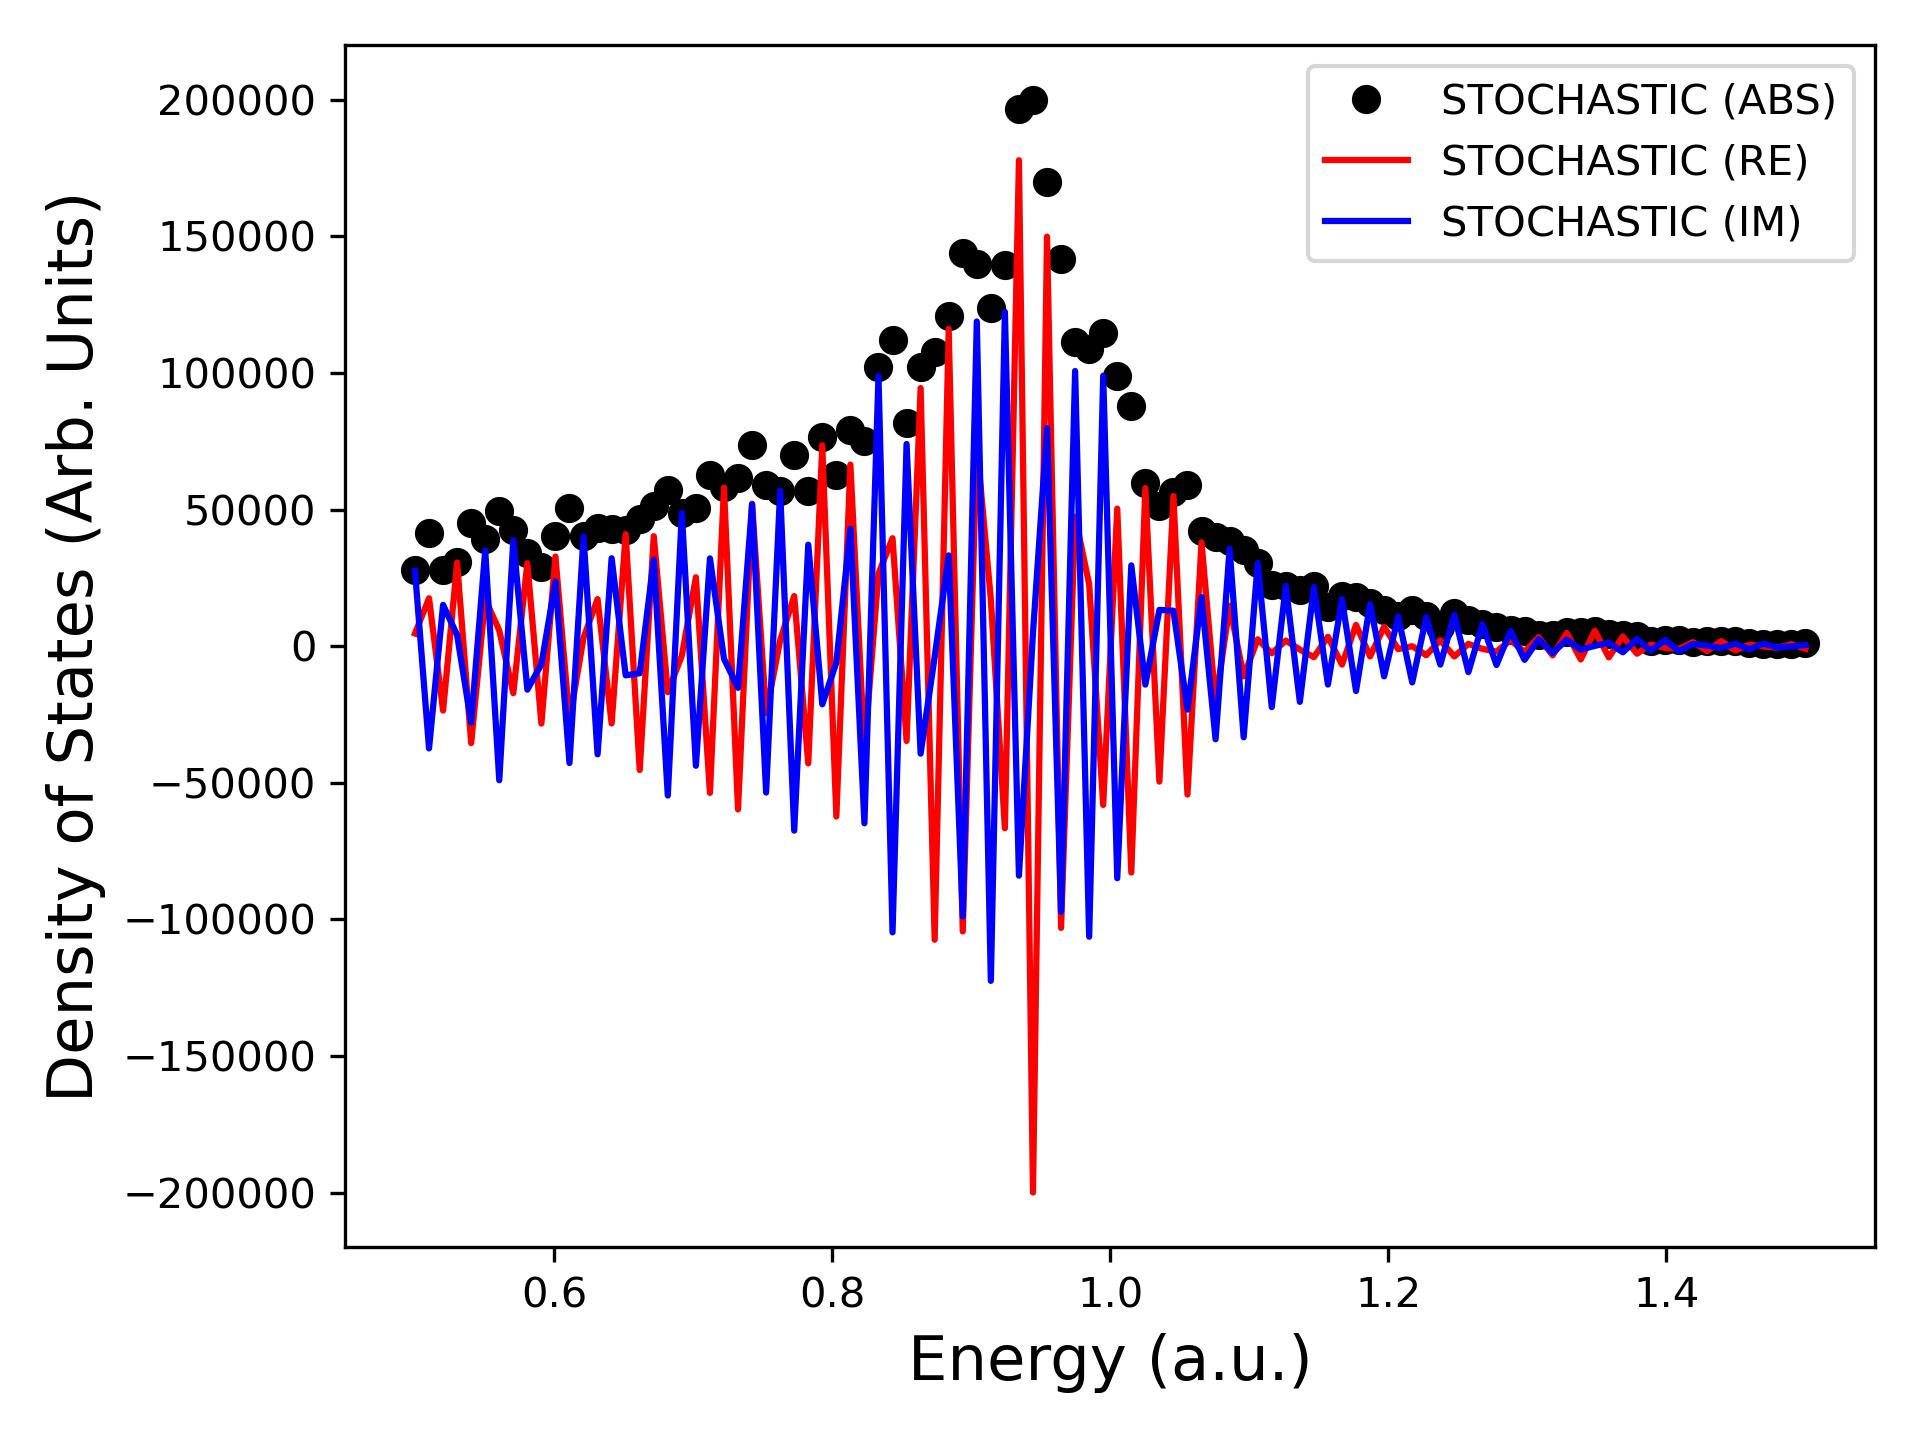 STOCHASTIC (ABS)
STOCHASTIC (RE)
STOCHASTIC (IM)
Density of States (Arb. Units)
200000
150000
100000
50000
0
−50000
−100000
−150000
−200000
0.6 0.8 1.0 1.2 1.4
Energy (a.u.)